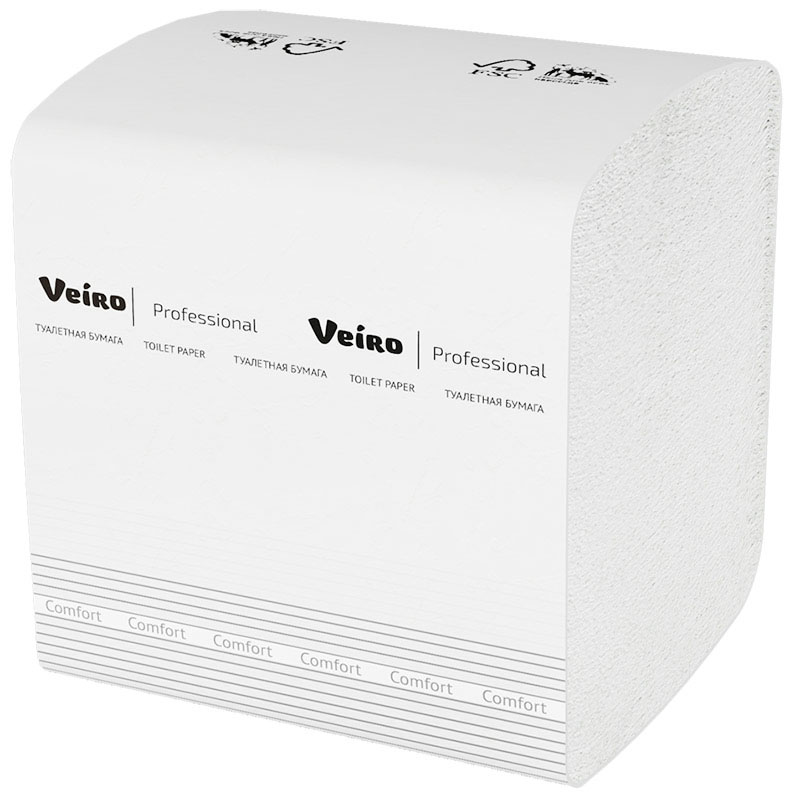 FSC
FSC
Veiro | Professional
Veiro | Professional
ТУАЛЕТНАЯ БУМАГА TOILET PAPER ТУАЛЕТНАЯ БУМАГА TOILET PAPER ТУАЛЕТНАЯ БУМАГА
Comfort Comfort Comfort Comfort Comfort Comfort